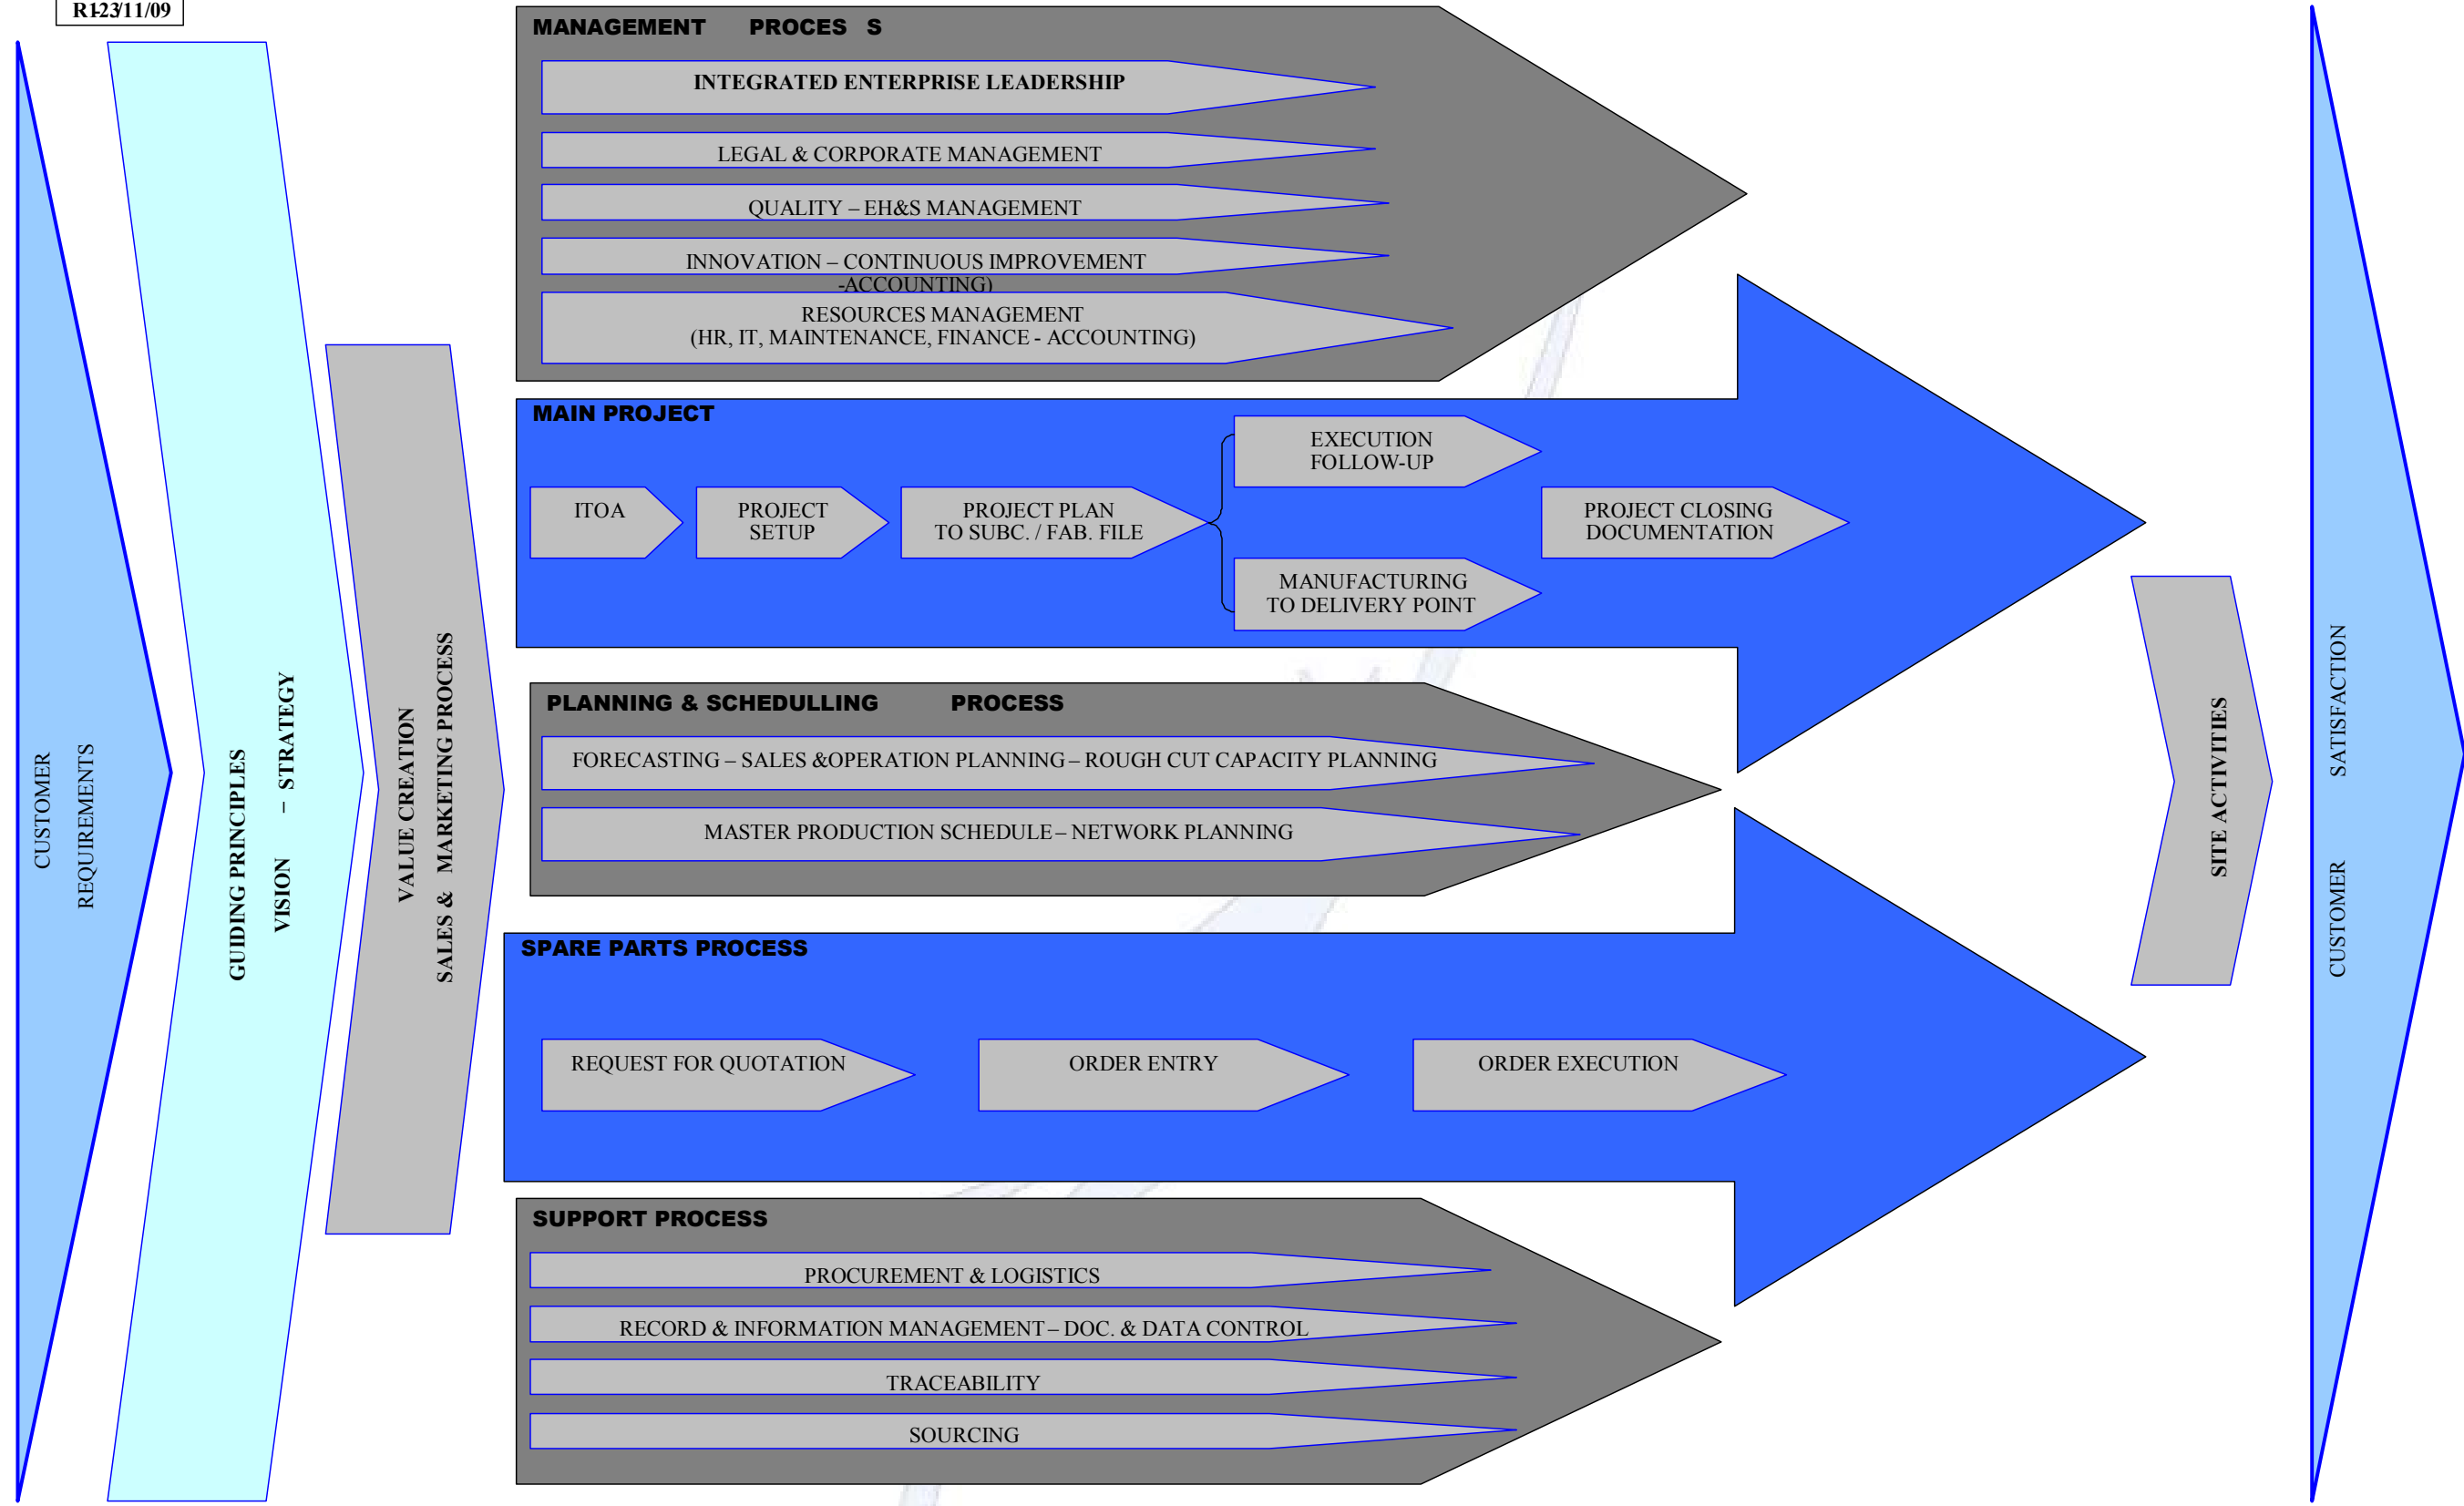 R1-23/11/09
CUSTOMER
REQUIREMENTS
GUIDING PRINCIPLES
VISION – STRATEGY
VALUE CREATION
SALES & MARKETING PROCESS
MANAGEMENT PROCES S
INTEGRATED ENTERPRISE LEADERSHIP
LEGAL & CORPORATE MANAGEMENT
QUALITY – EH&S MANAGEMENT
INNOVATION – CONTINUOUS IMPROVEMENT
-ACCOUNTING)
RESOURCES MANAGEMENT
(HR, IT, MAINTENANCE, FINANCE - ACCOUNTING)
MAIN PROJECT
ITOA
PROJECT
SETUP
PROJECT PLAN
TO SUBC. / FAB. FILE
EXECUTION
FOLLOW-UP
MANUFACTURING
TO DELIVERY POINT
PROJECT CLOSING
DOCUMENTATION
PLANNING & SCHEDULLING PROCESS
FORECASTING – SALES &OPERATION PLANNING – ROUGH CUT CAPACITY PLANNING
MASTER PRODUCTION SCHEDULE – NETWORK PLANNING
SPARE PARTS PROCESS
REQUEST FOR QUOTATION
ORDER ENTRY
ORDER EXECUTION
SUPPORT PROCESS
PROCUREMENT & LOGISTICS
RECORD & INFORMATION MANAGEMENT – DOC. & DATA CONTROL
TRACEABILITY
SOURCING
SITE ACTIVITIES
CUSTOMER SATISFACTION